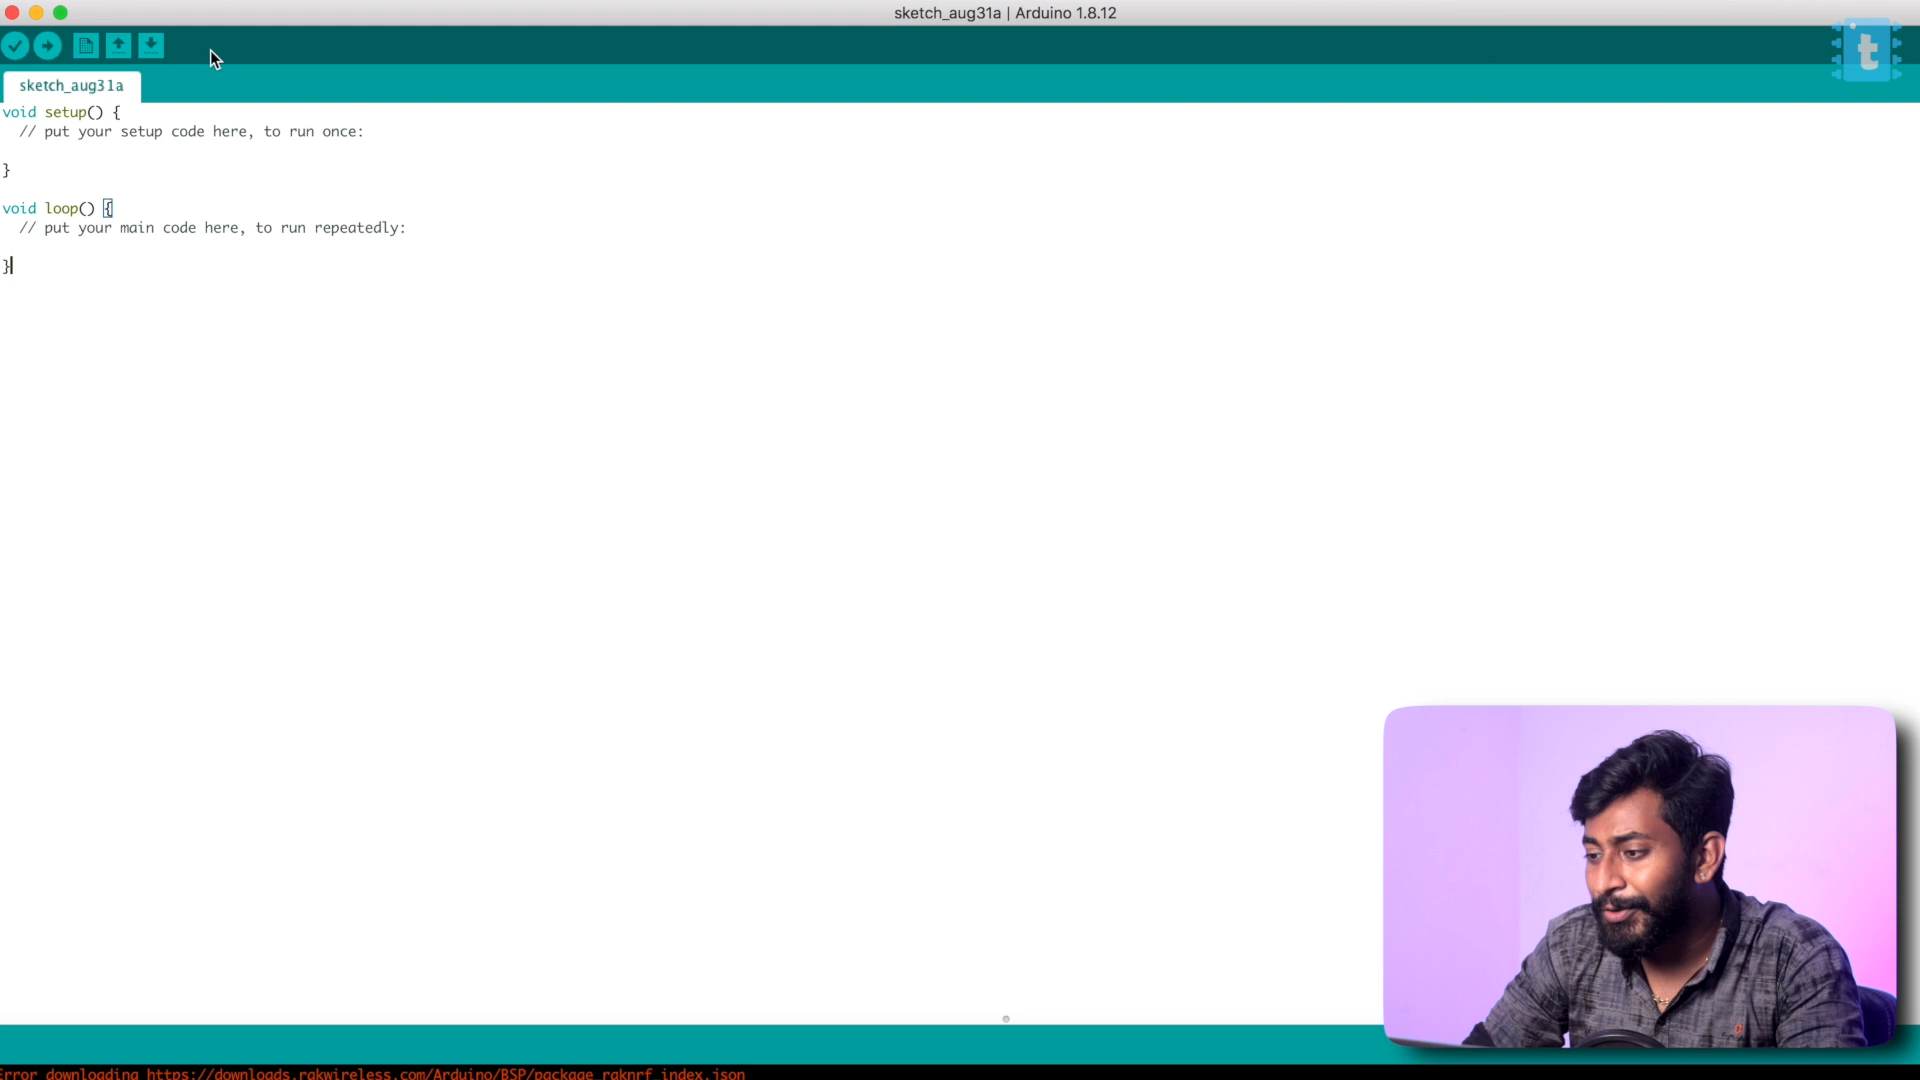 sketch_aug31a | Arduino 1.8.12
t
sketch_aug31a
void setup() {
  // put your setup code here, to run once:
}
void loop() {
  // put your main code here, to run repeatedly:
}
Error downloading https://downloads.rakwireless.com/Arduino/BSP/package_raknrf_index.json